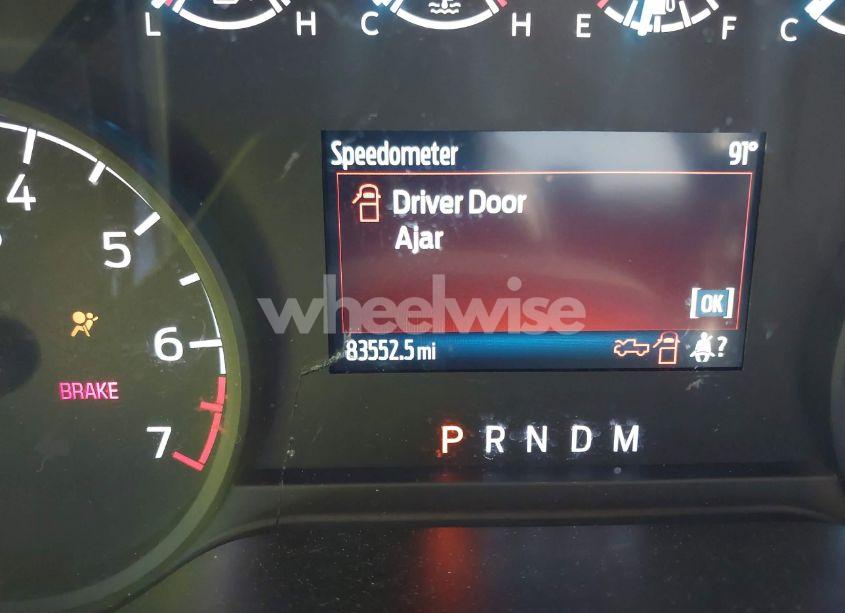 L H C H E F C
Speedometer 91°
Driver Door
Ajar
[OK]
wheelwise
83552.5 mi ?
4
5
6
7
BRAKE
P R N D M